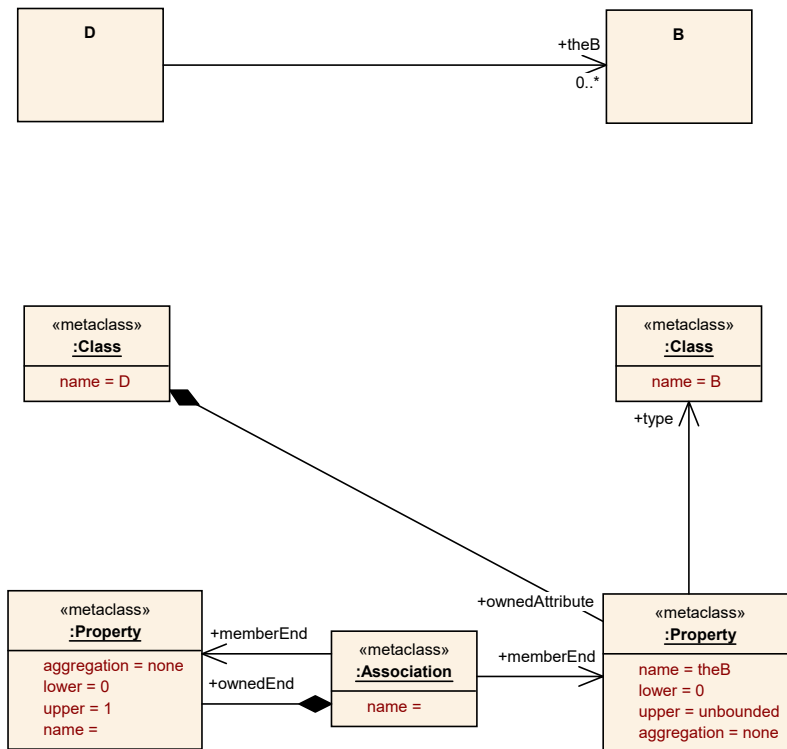 D
+theB
B
0..*
«metaclass»
:Class
name = D
«metaclass»
:Class
name = B
+type
+ownedAttribute
«metaclass»
:Property
aggregation = none
lower = 0
upper = 1
name =
+memberEnd
+ownedEnd
«metaclass»
:Association
name =
+memberEnd
«metaclass»
:Property
name = theB
lower = 0
upper = unbounded
aggregation = none